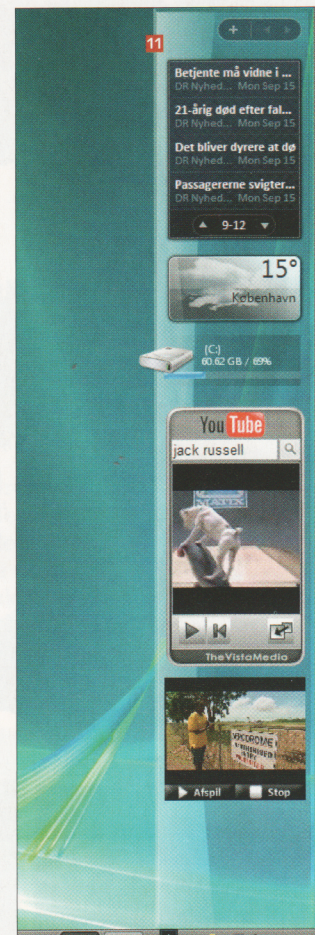 11
Betjente må vidne i ...
DR Nyhed... Mon Sep 15
21-årig død efter fal...
DR Nyhed... Mon Sep 15
Det bliver dyrere at dø
DR Nyhed... Mon Sep 15
Passagererne svigter...
DR Nyhed... Mon Sep 15
9-12
15°
København
(C:)
60.62 GB / 69%
YouTube
jack russell
TheVistaMedia
Afspil Stop